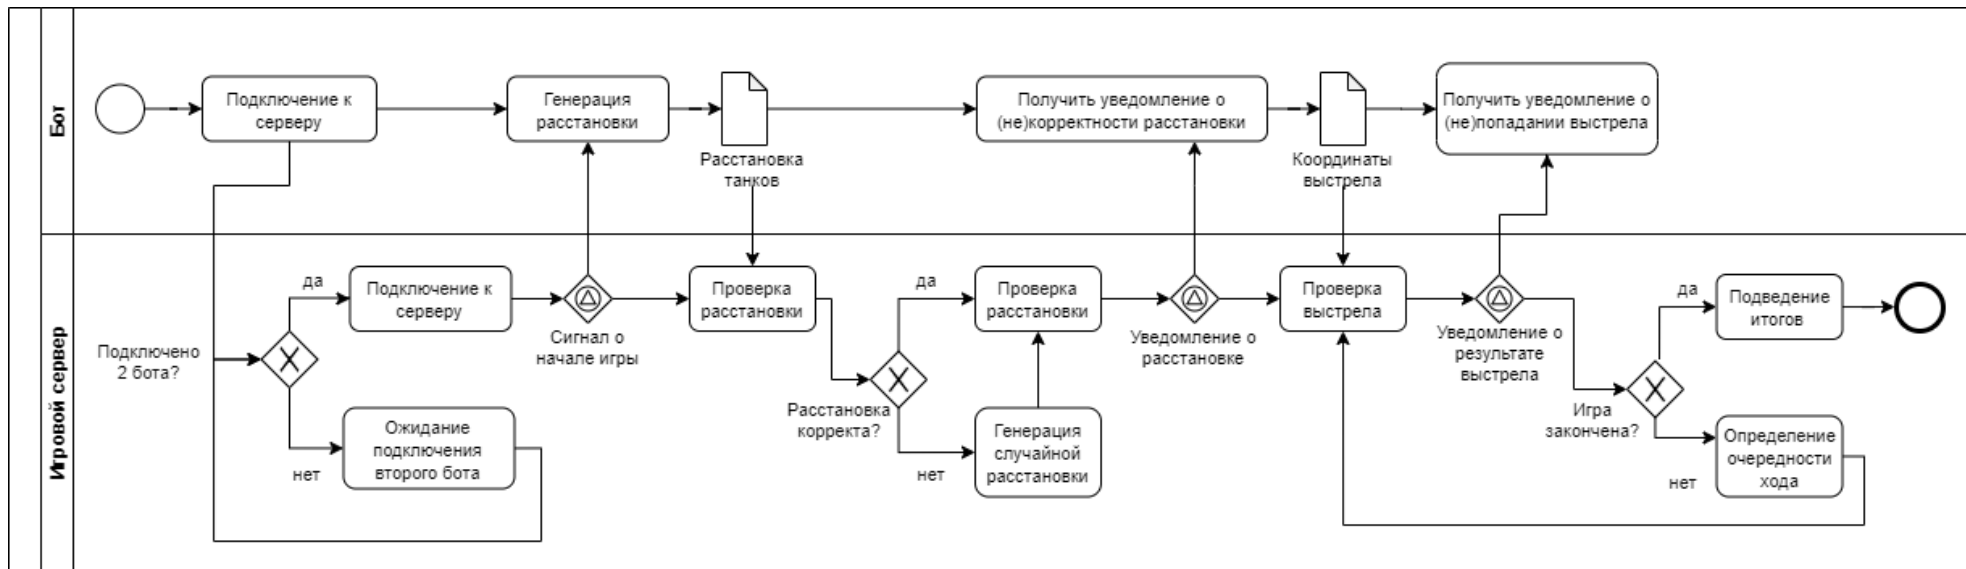 Бот
Подключение к
серверу
Генерация
расстановки
Расстановка
танков
Получить уведомление о
(не)корректности расстановки
Координаты
выстрела
Получить уведомление о
(не)попадании выстрела
Игровой сервер
Подключено
2 бота?
да
Подключение к
серверу
нет
Ожидание
подключения
второго бота
Сигнал о
начале игры
Проверка
расстановки
Расстановка
корректа?
да
Проверка
расстановки
нет
Генерация
случайной
расстановки
Уведомление о
расстановке
Проверка
выстрела
Уведомление о
результате
выстрела
Игра
закончена?
да
Подведение
итогов
нет
Определение
очередности
хода